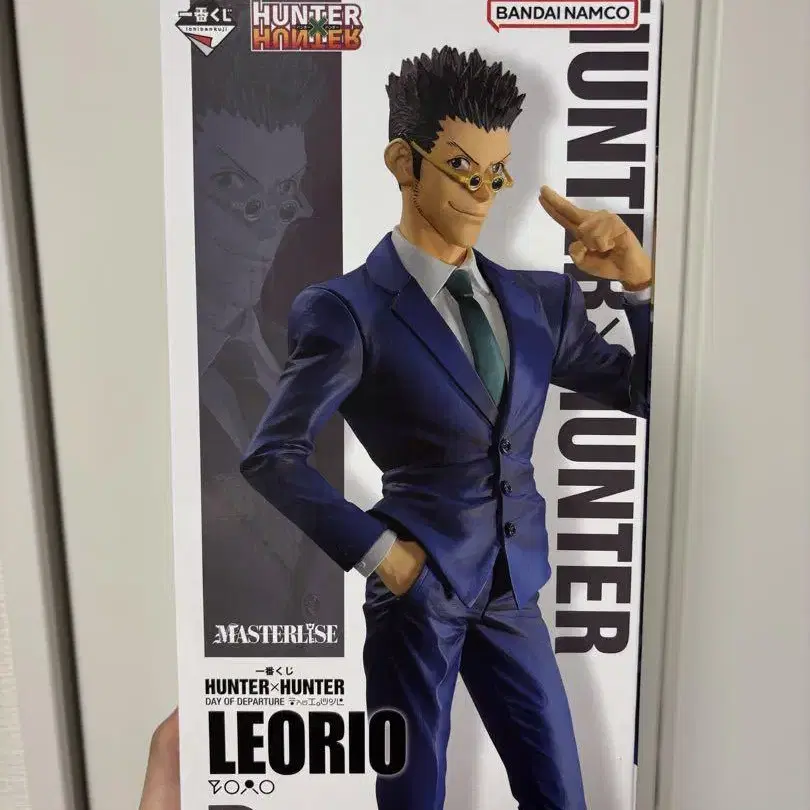 一番くじ
ichibankuji
HUNTER
×
HUNTER
BANDAI NAMCO
HUNTER×HUNTER
MASTERLISE
一番くじ
HUNTER×HUNTER
DAY OF DEPARTURE
LEORIO